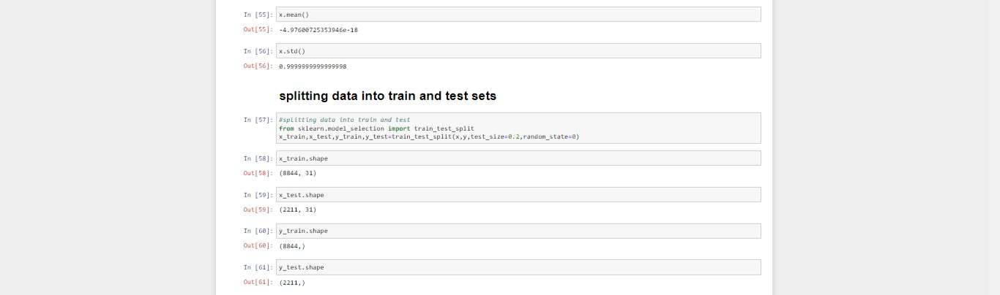 In [55]: x.mean()
Out[55]: -4.97600725353946e-18
In [56]: x.std()
Out[56]: 0.9999999999999998
splitting data into train and test sets
In [57]: #splitting data into train and test
from sklearn.model_selection import train_test_split
x_train,x_test,y_train,y_test=train_test_split(x,y,test_size=0.2,random_state=0)
In [58]: x_train.shape
Out[58]: (8844, 31)
In [59]: x_test.shape
Out[59]: (2211, 31)
In [60]: y_train.shape
Out[60]: (8844,)
In [61]: y_test.shape
Out[61]: (2211,)